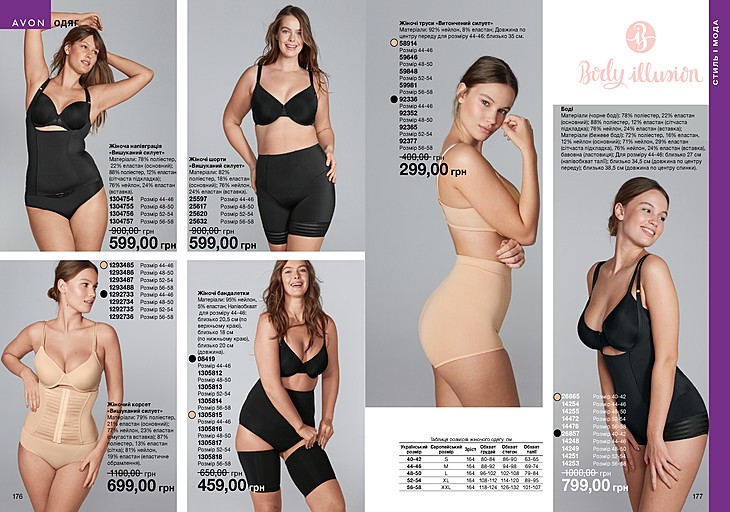 AVON
ОДЯГ
Жіноча напівграція
«Вишуканий силует»
Матеріали: 78% поліестер,
22% еластан (основний);
88% поліестер, 12% еластан
(сітчаста підкладка);
76% нейлон, 24% еластан
(вставка).
1304754 Розмір 44-46
1304755 Розмір 48-50
1304756 Розмір 52-54
1304757 Розмір 56-58
900,00 грн
599,00 грн
Жіночі шорти
«Вишуканий силует»
Матеріали: 82%
поліестер, 18% еластан
(основний); 76% нейлон,
24% еластан (вставка).
25597 Розмір 44-46
25617 Розмір 48-50
25620 Розмір 52-54
25632 Розмір 56-58
900,00 грн
599,00 грн
1293485 Розмір 44-46
1293486 Розмір 48-50
1293487 Розмір 52-54
1293488 Розмір 56-58
1292733 Розмір 44-46
1292734 Розмір 48-50
1292735 Розмір 52-54
1292736 Розмір 56-58
Жіночий корсет
«Вишуканий силует»
Матеріали: 79% поліестер,
21% еластан (основний);
77% нейлон, 23% еластан
(смугаста вставка); 87%
поліестер, 13% еластан
(сітка); 81% нейлон,
19% еластан (еластичне
обрамлення).
1100,00 грн
699,00 грн
Жіночі бандалетки
Матеріали: 95% нейлон,
5% еластан; Напівобхват
для розміру 44-46:
близько 20,5 см (по
верхньому краю),
близько 18 см
(по нижньому краю),
близько 20 см
(довжина).
08419
Розмір 44-46
1305812
Розмір 48-50
1305813
Розмір 52-54
1305814
Розмір 56-58
1305815
Розмір 44-46
1305816
Розмір 48-50
1305817
Розмір 52-54
1305818
Розмір 56-58
650,00 грн
459,00 грн
176
Жіночі труси «Витончений силует»
Матеріали: 92% нейлон, 8% еластан; Довжина по
центру переду для розміру 44-46: близько 35 см.
58914
Розмір 44-46
59646
Розмір 48-50
59848
Розмір 52-54
59981
Розмір 56-58
92336
Розмір 44-46
92352
Розмір 48-50
92365
Розмір 52-54
92377
Розмір 56-58
400,00 грн
299,00 грн
Таблиця розмірів жіночого одягу, см
Український розмір Європейський розмір Зріст Обхват грудей Обхват стегон Обхват талії
40-42 S 164 80-84 86-90 63-65
44-46 M 164 88-92 94-98 69-74
48-50 L 164 96-102 102-108 79-84
52-54 XL 164 108-112 114-120 89-95
56-58 XXL 164 118-124 126-132 101-107
Body illusion
СТИЛЬ І МОДА
Боді
Матеріали (чорне боді): 78% поліестер, 22% еластан
(основний); 88% поліестер, 12% еластан (сітчаста
підкладка); 76% нейлон, 24% еластан (вставка);
Матеріали (бежеве боді): 72% поліестер, 16% еластан,
12% нейлон (основний); 71% нейлон, 29% еластан
(сітчаста підкладка), 76% нейлон, 24% еластан (вставка),
бавовна (ластовиця); Для розміру 44-46: близько 27 см
(напівобхват талії); близько 34,5 см (довжина по центру
переду); близько 38,5 см (довжина по центру спинки).
26865 Розмір 40-42
14254 Розмір 44-46
14255 Розмір 48-50
14472 Розмір 52-54
14476 Розмір 56-58
26857 Розмір 40-42
14248 Розмір 44-46
14249 Розмір 48-50
14251 Розмір 52-54
14253 Розмір 56-58
1000,00 грн
799,00 грн
177